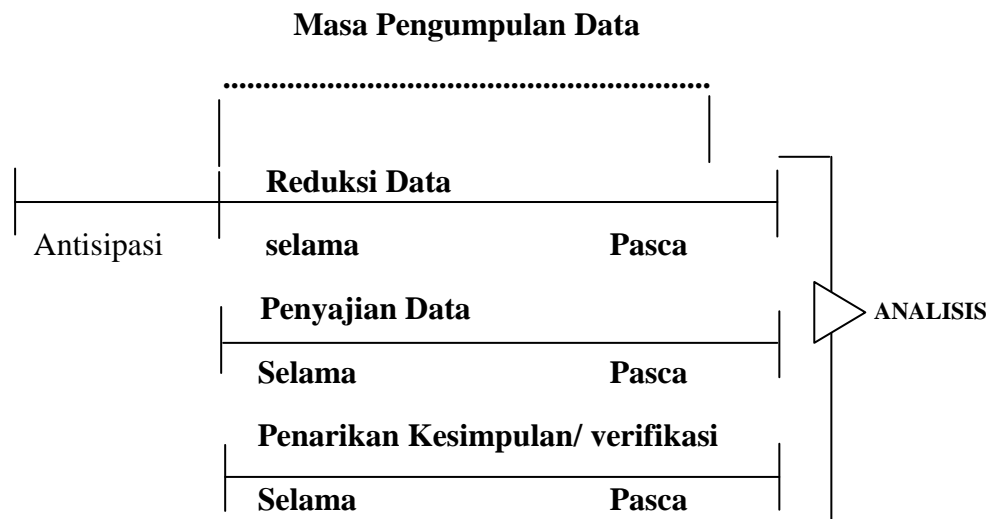 Masa Pengumpulan Data
Reduksi Data
Antisipasi selama Pasca
Penyajian Data
ANALISIS
Selama Pasca
Penarikan Kesimpulan/ verifikasi
Selama Pasca